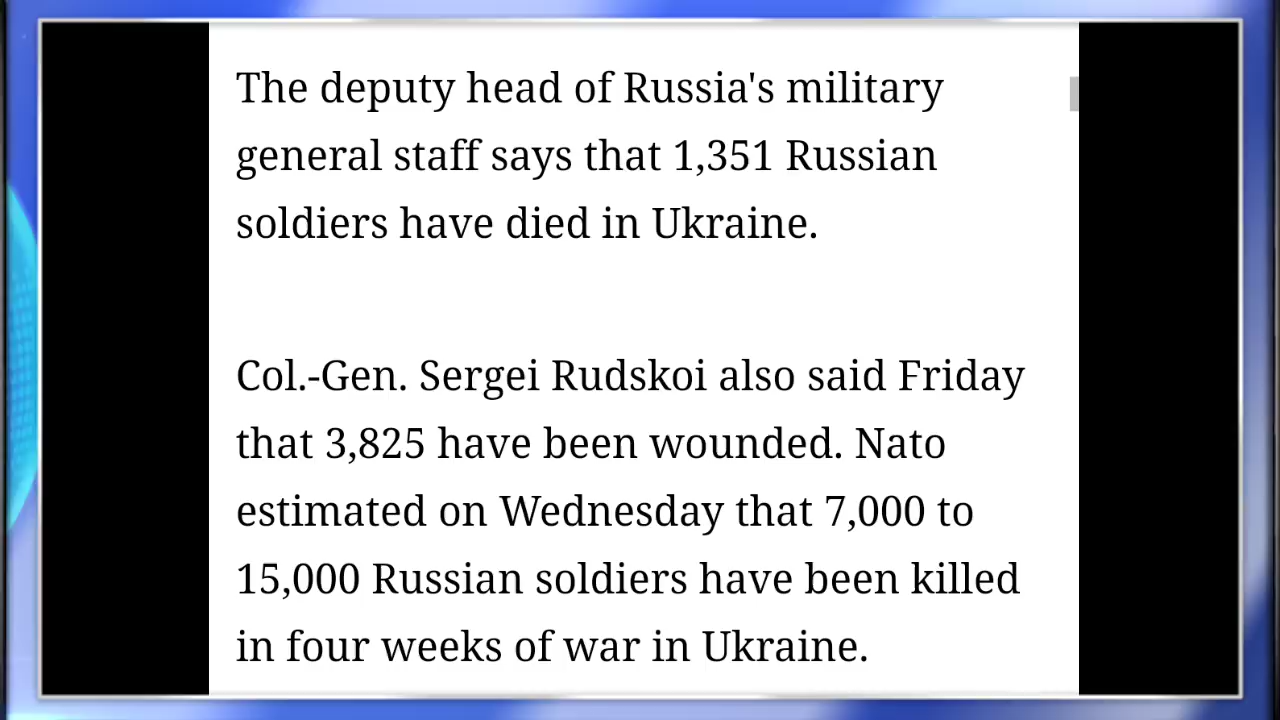 The deputy head of Russia's military
general staff says that 1,351 Russian
soldiers have died in Ukraine.
Col.-Gen. Sergei Rudskoi also said Friday
that 3,825 have been wounded. Nato
estimated on Wednesday that 7,000 to
15,000 Russian soldiers have been killed
in four weeks of war in Ukraine.